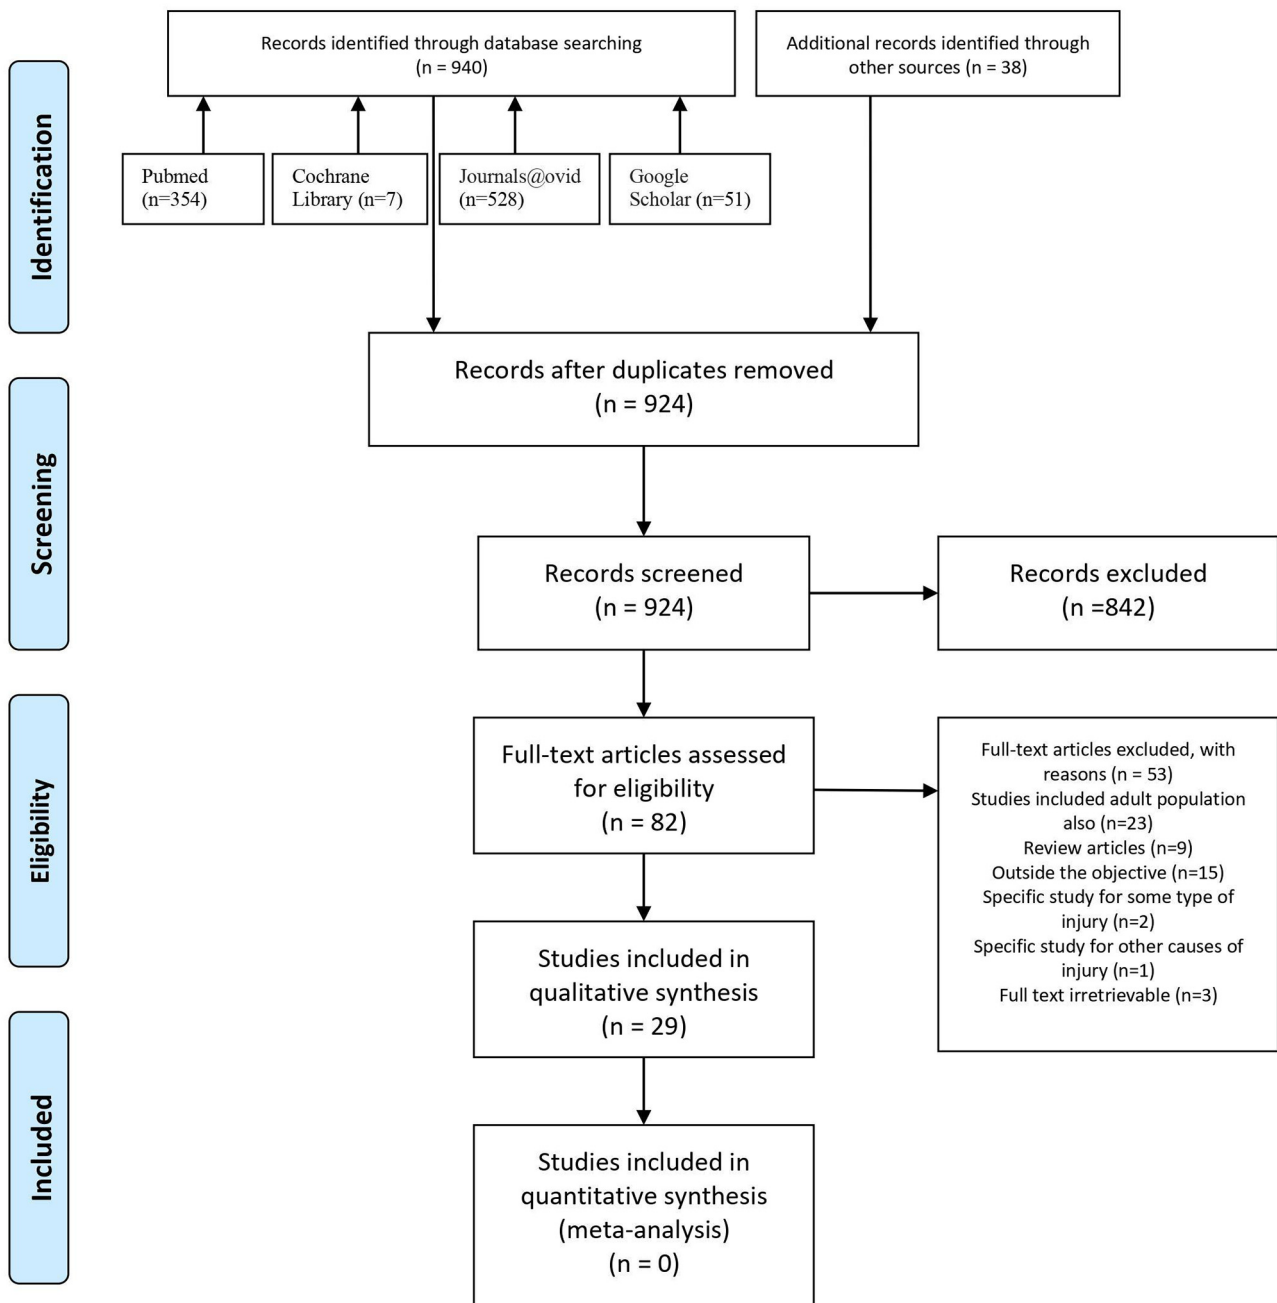 Records identified through database searching
(n = 940)
Additional records identified through
other sources (n = 38)
Pubmed
(n=354)
Cochrane
Library (n=7)
Journals@ovid
(n=528)
Google
Scholar (n=51)
Identification
Records after duplicates removed
(n = 924)
Screening
Records screened
(n = 924)
Records excluded
(n =842)
Eligibility
Full-text articles assessed
for eligibility
(n = 82)
Full-text articles excluded, with
reasons (n = 53)
Studies included adult population
also (n=23)
Review articles (n=9)
Outside the objective (n=15)
Specific study for some type of
injury (n=2)
Specific study for other causes of
injury (n=1)
Full text irretrievable (n=3)
Studies included in
qualitative synthesis
(n = 29)
Included
Studies included in
quantitative synthesis
(meta-analysis)
(n = 0)